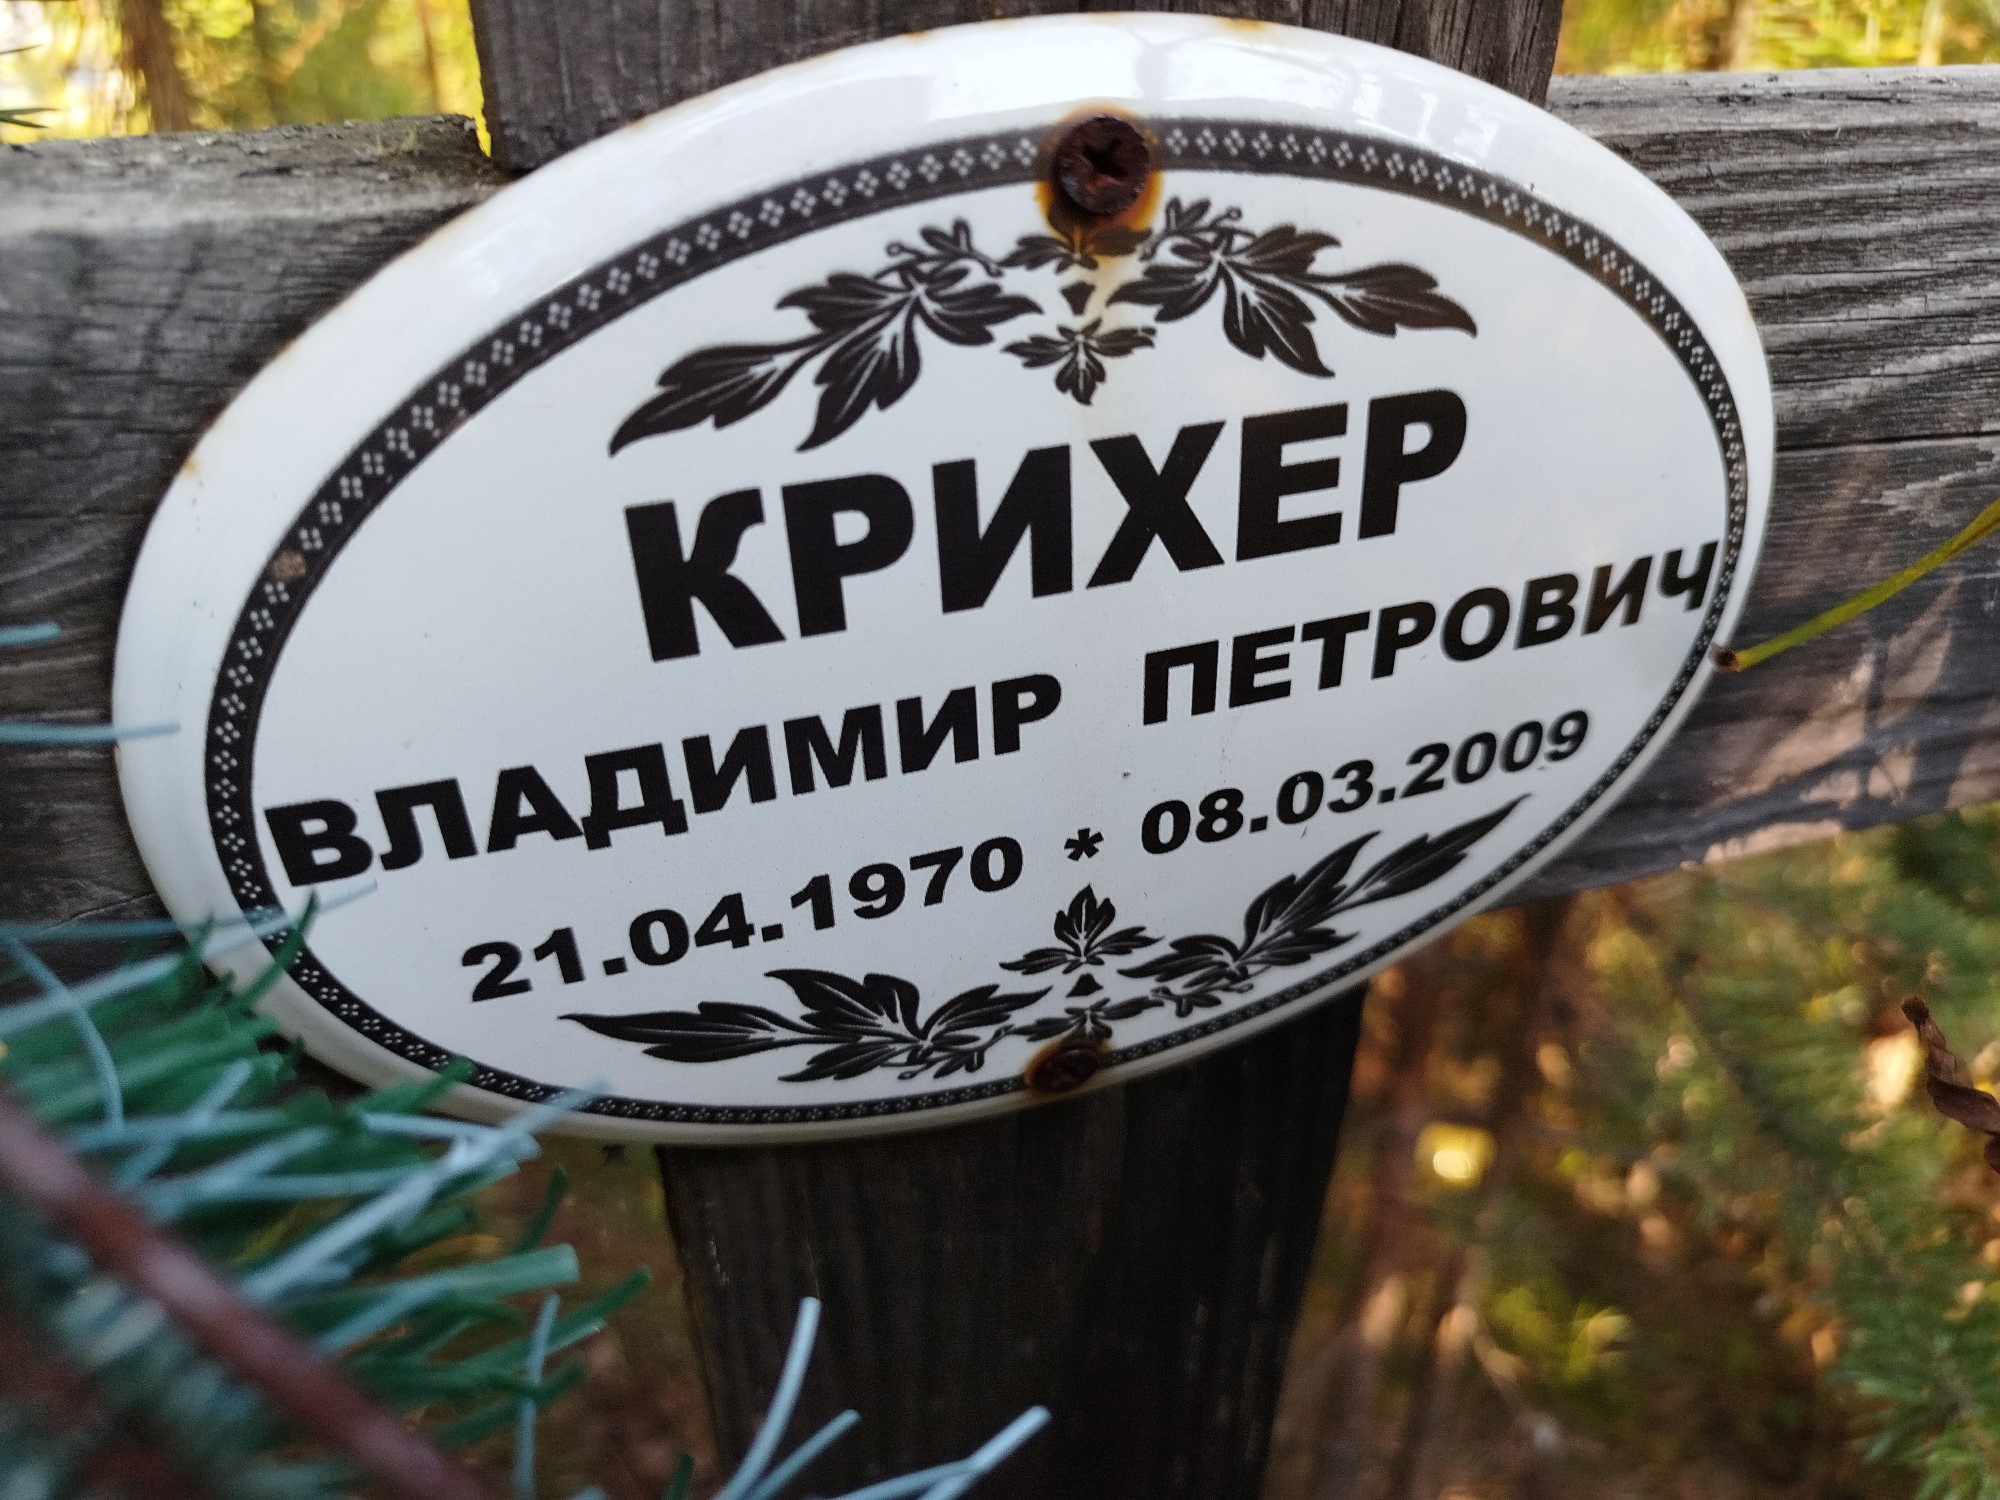 КРИХЕР
ВЛАДИМИР ПЕТРОВИЧ
21.04.1970 * 08.03.2009